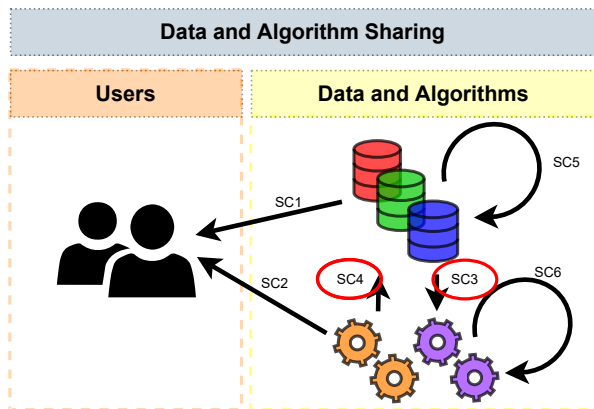 Data and Algorithm Sharing
Users
Data and Algorithms
SC5
SC1
SC2
SC4
SC3
SC6